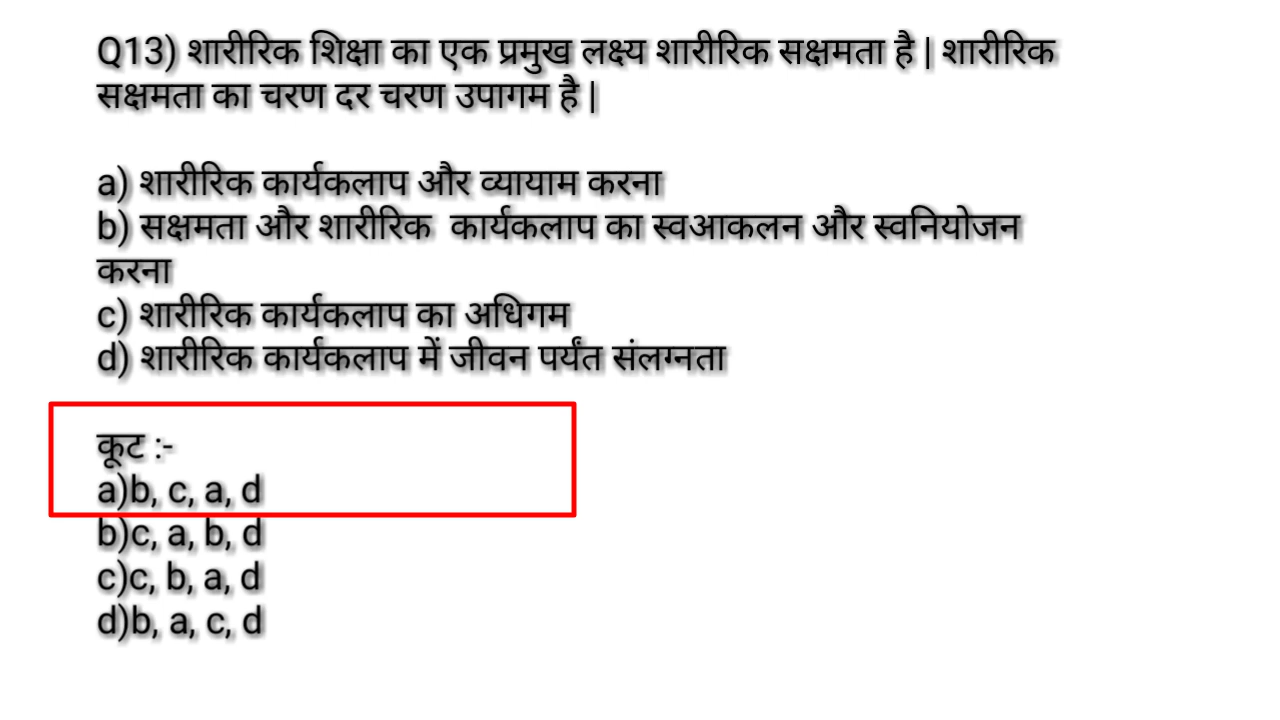 Q13) शारीरिक शिक्षा का एक प्रमुख लक्ष्य शारीरिक सक्षमता है | शारीरिक
सक्षमता का चरण दर चरण उपागम है |
a) शारीरिक कार्यकलाप और व्यायाम करना
b) सक्षमता और शारीरिक कार्यकलाप का स्वआकलन और स्वनियोजन
करना
c) शारीरिक कार्यकलाप का अधिगम
d) शारीरिक कार्यकलाप में जीवन पर्यंत संलग्नता
कूट :-
a)b, c, a, d
b)c, a, b, d
c)c, b, a, d
d)b, a, c, d